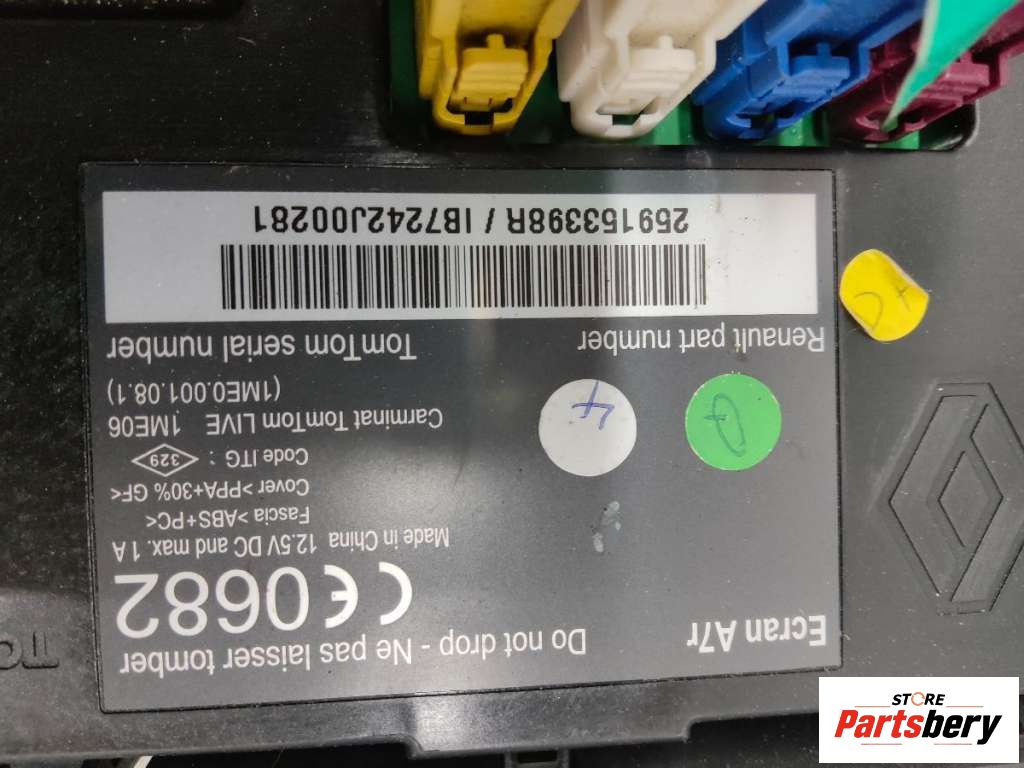 Ecran A7r
Do not drop - Ne pas laisser tomber
CE0682
Made in China 12.5V DC and max. 1 A
Fascia >ABS+PC<
Cover >PPA+30% GF<
Code ITG : 329
Carminat TomTom LIVE 1ME06
(1ME0.001.08.1)
4
Renault part number TomTom serial number
259153398R / IB7242J00281
STORE
Partsbery